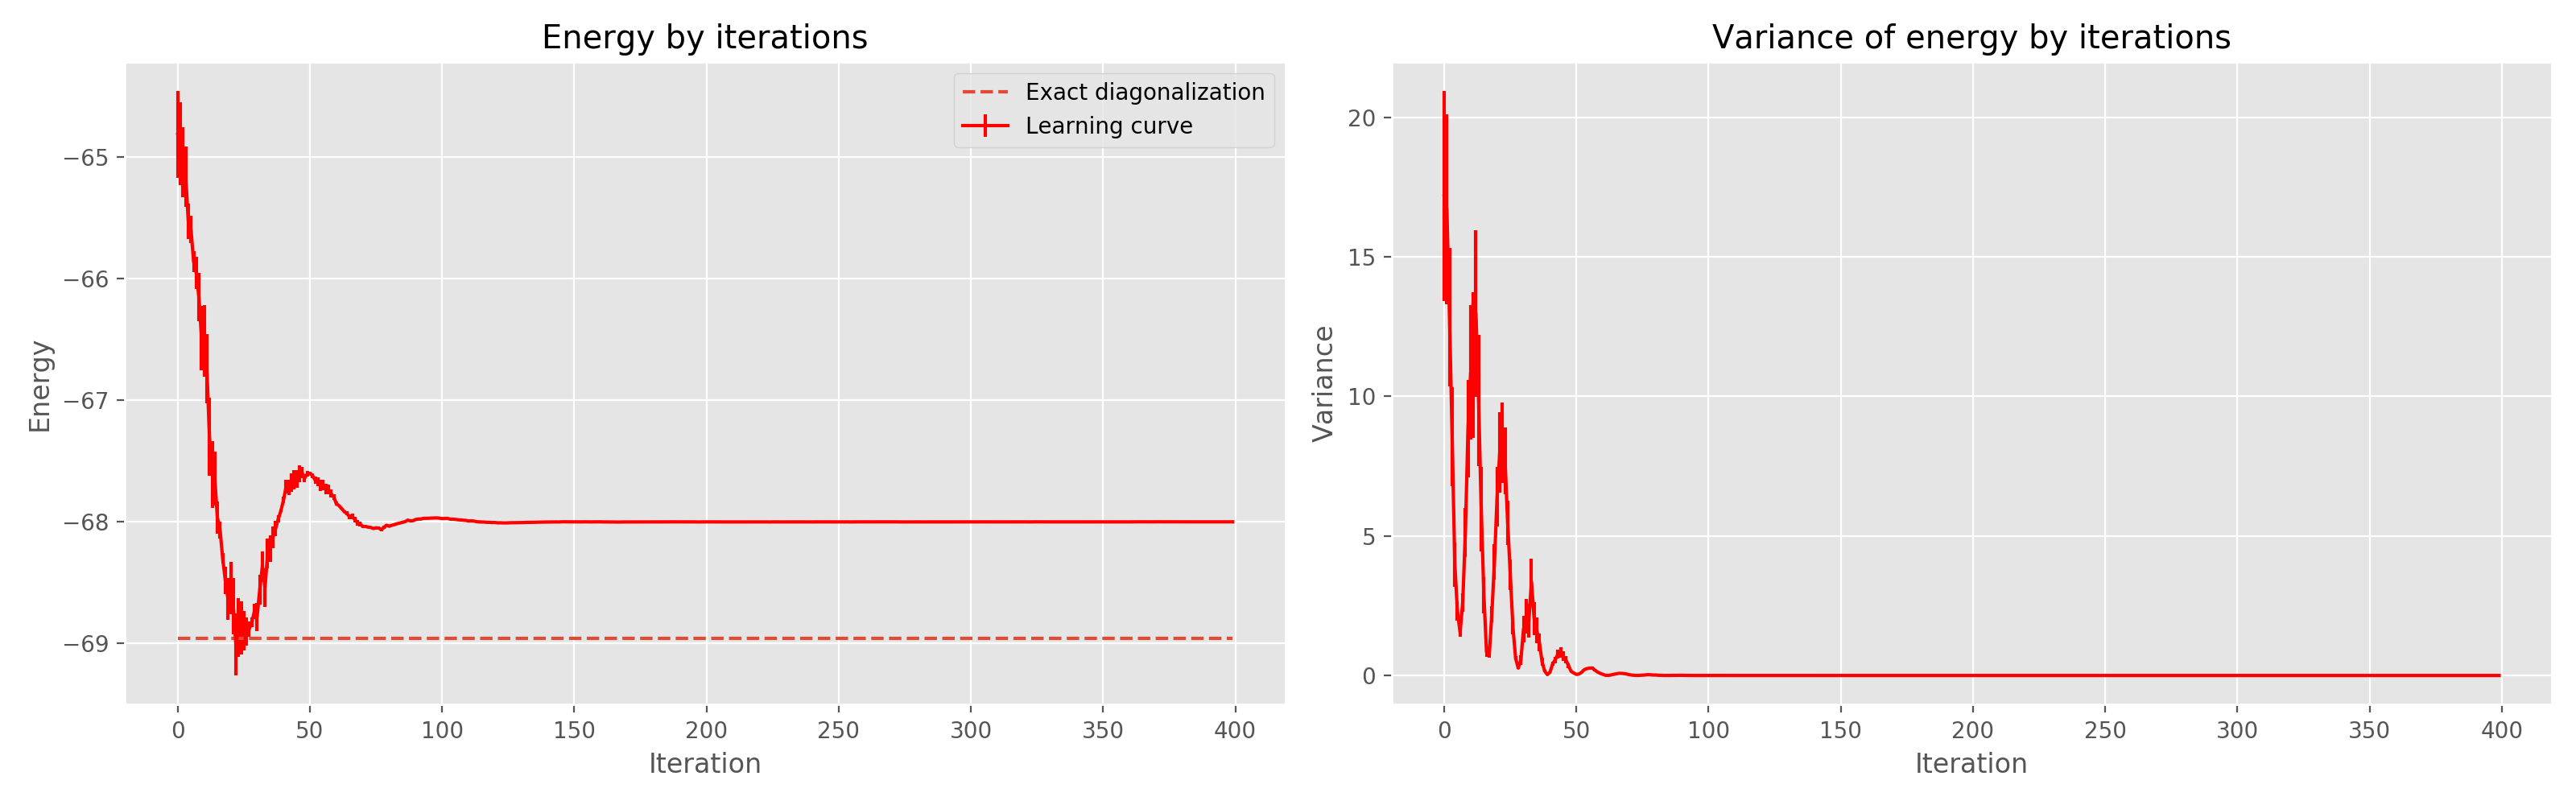 Energy by iterations
Exact diagonalization
Learning curve
−65
−66
−67
−68
−69
Energy
0 50 100 150 200 250 300 350 400
Iteration
Variance of energy by iterations
20
15
10
5
0
Variance
0 50 100 150 200 250 300 350 400
Iteration